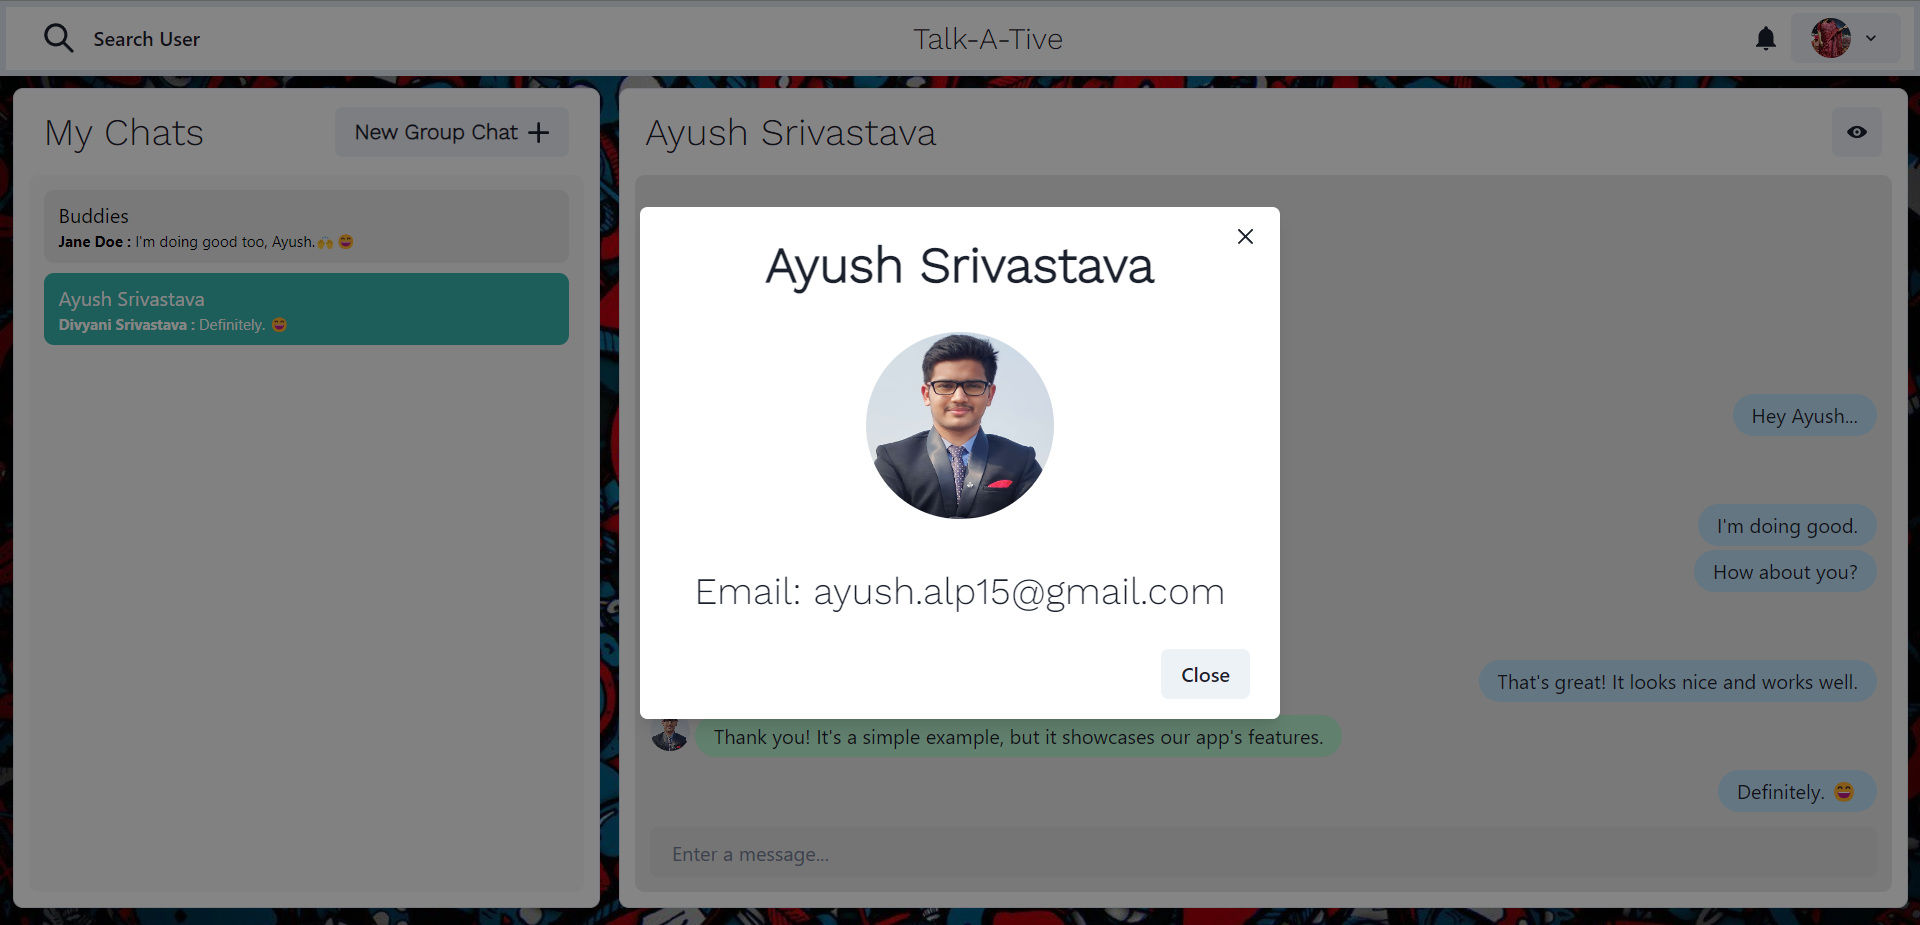 Search User
Talk-A-Tive
My Chats
New Group Chat
Buddies
Jane Doe : I'm doing good too, Ayush.🙌 😄
Ayush Srivastava
Divyani Srivastava : Definitely. 😄
Ayush Srivastava
Ayush Srivastava
Email: ayush.alp15@gmail.com
Close
Hey Ayush...
I'm doing good.
How about you?
That's great! It looks nice and works well.
Thank you! It's a simple example, but it showcases our app's features.
Definitely. 😄
Enter a message...